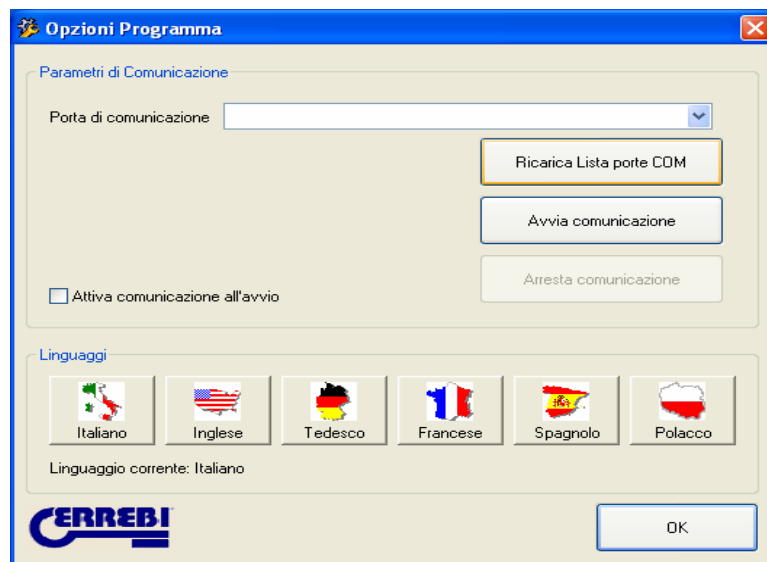 Opzioni Programma
Parametri di Comunicazione
Porta di comunicazione
Ricarica Lista porte COM
Avvia comunicazione
Arresta comunicazione
Attiva comunicazione all'avvio
Linguaggi
Italiano Inglese Tedesco Francese Spagnolo Polacco
Linguaggio corrente: Italiano
ERREBI
OK